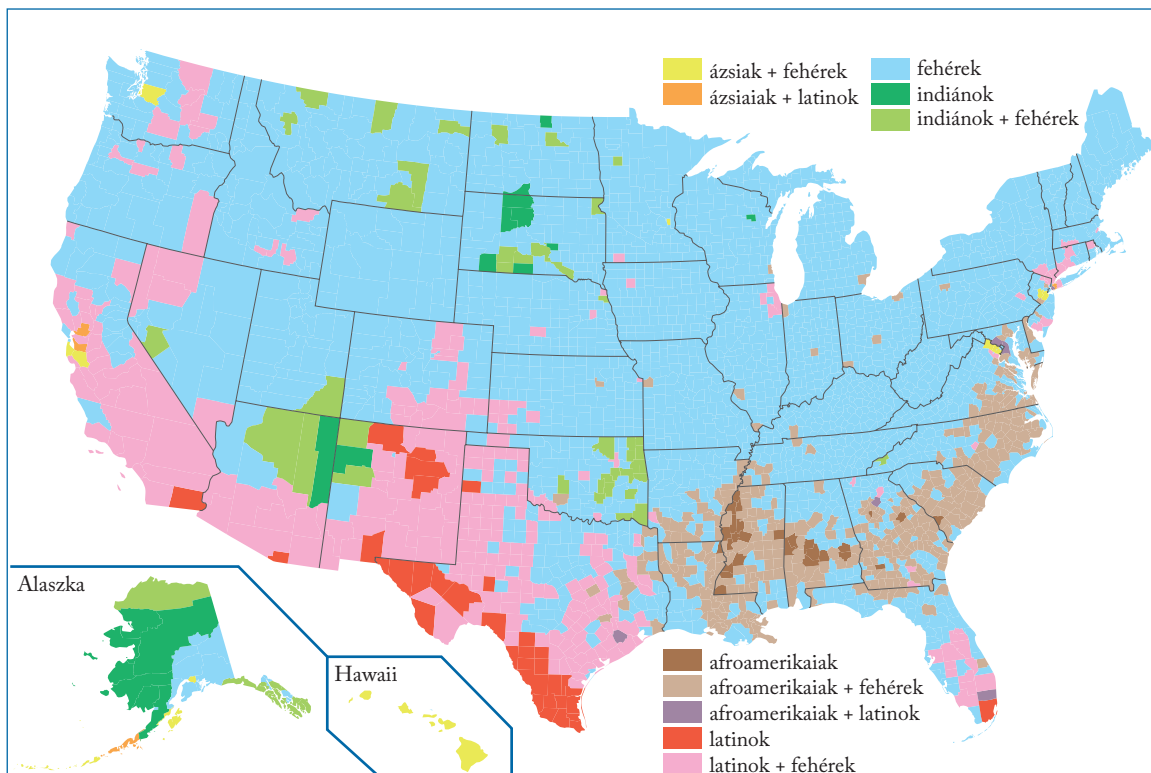 ázsiak + fehérek
ázsiaiak + latinok
fehérek
indiánok
indiánok + fehérek
Alaszka
Hawaii
afroamerikaiak
afroamerikaiak + fehérek
afroamerikaiak + latinok
latinok
latinok + fehérek